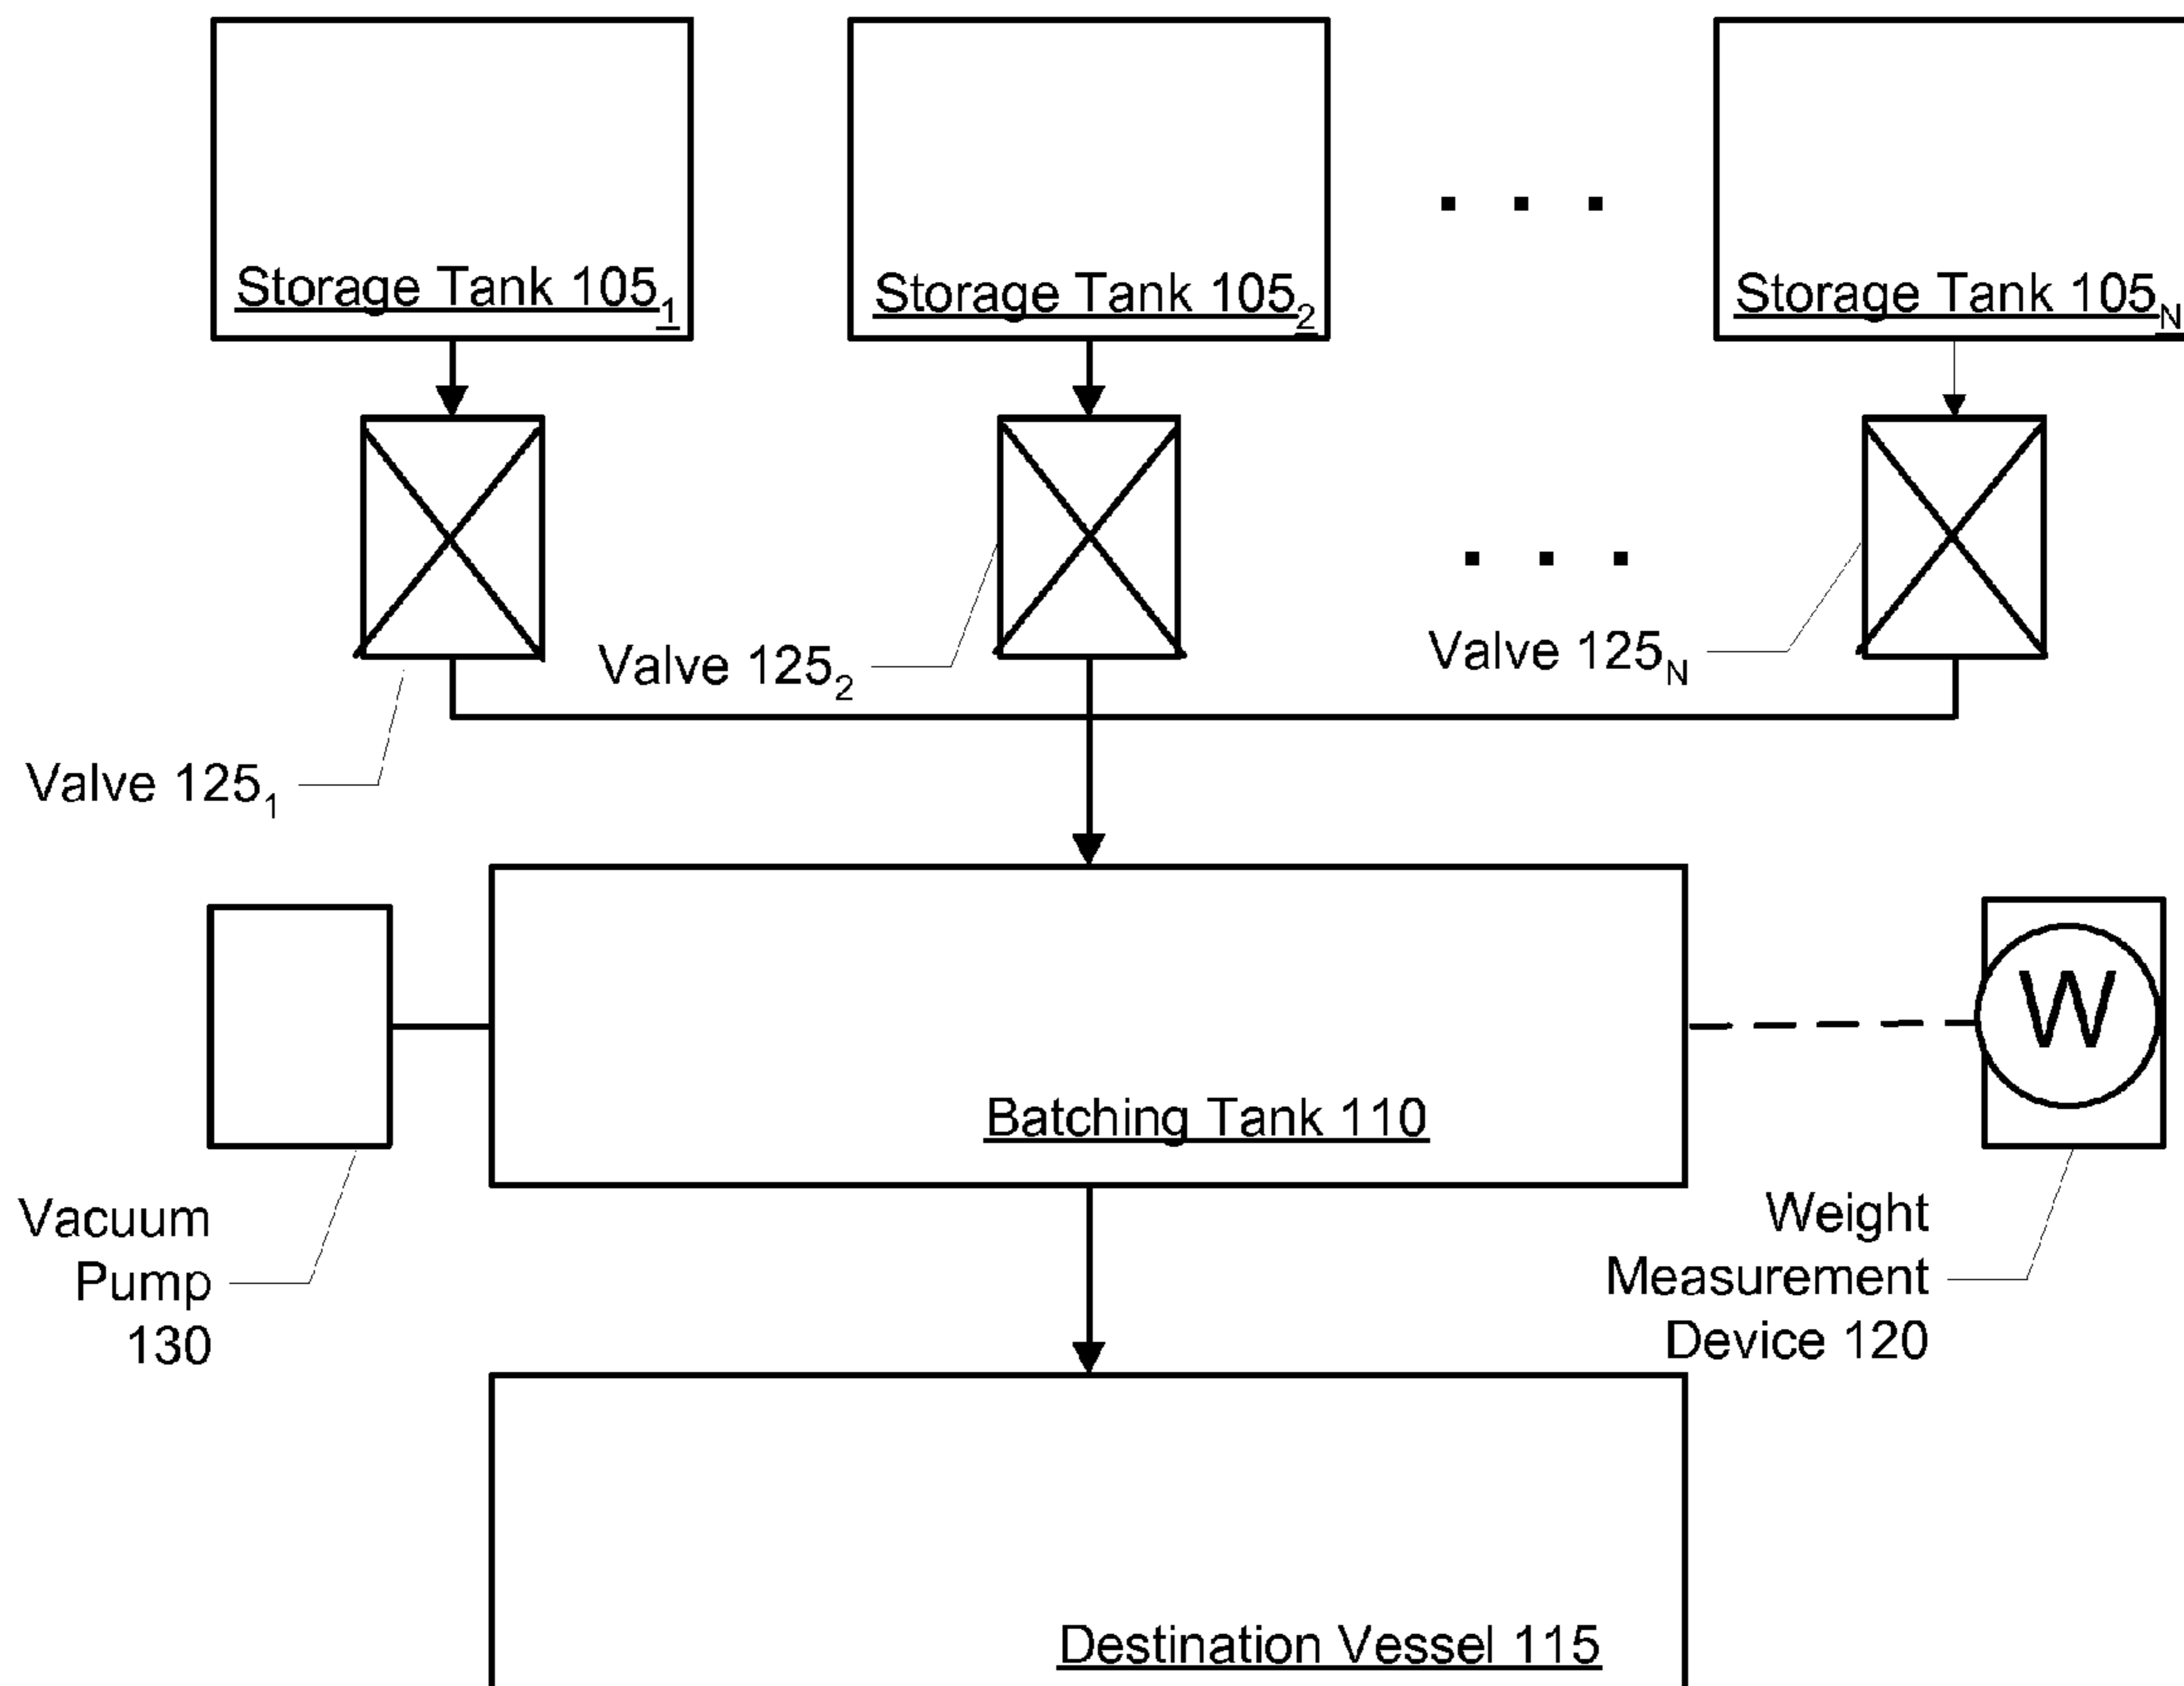 Storage Tank 105₁
Storage Tank 105₂
Storage Tank 105N
Valve 125₂
Valve 125N
Valve 125₁
W
Batching Tank 110
Vacuum
Pump
130
Weight
Measurement
Device 120
Destination Vessel 115